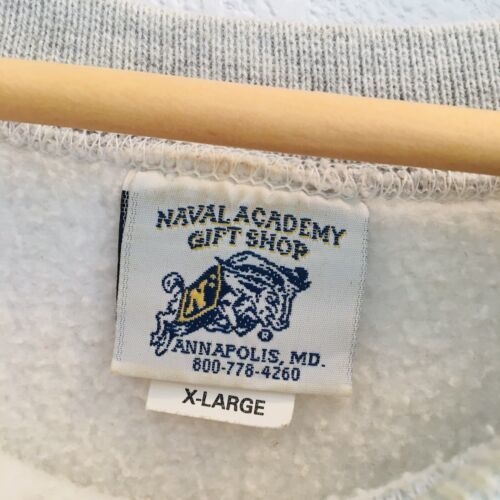 NAVAL ACADEMY
GIFT SHOP
N
®
ANNAPOLIS, MD.
800-778-4260
X-LARGE